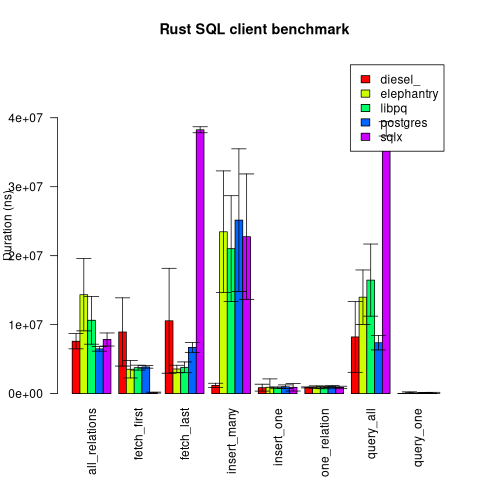 Rust SQL client benchmark
diesel_
elephantry
libpq
postgres
sqlx
Duration (ns)
4e+07
3e+07
2e+07
1e+07
0e+00
all_relations
fetch_first
fetch_last
insert_many
insert_one
one_relation
query_all
query_one